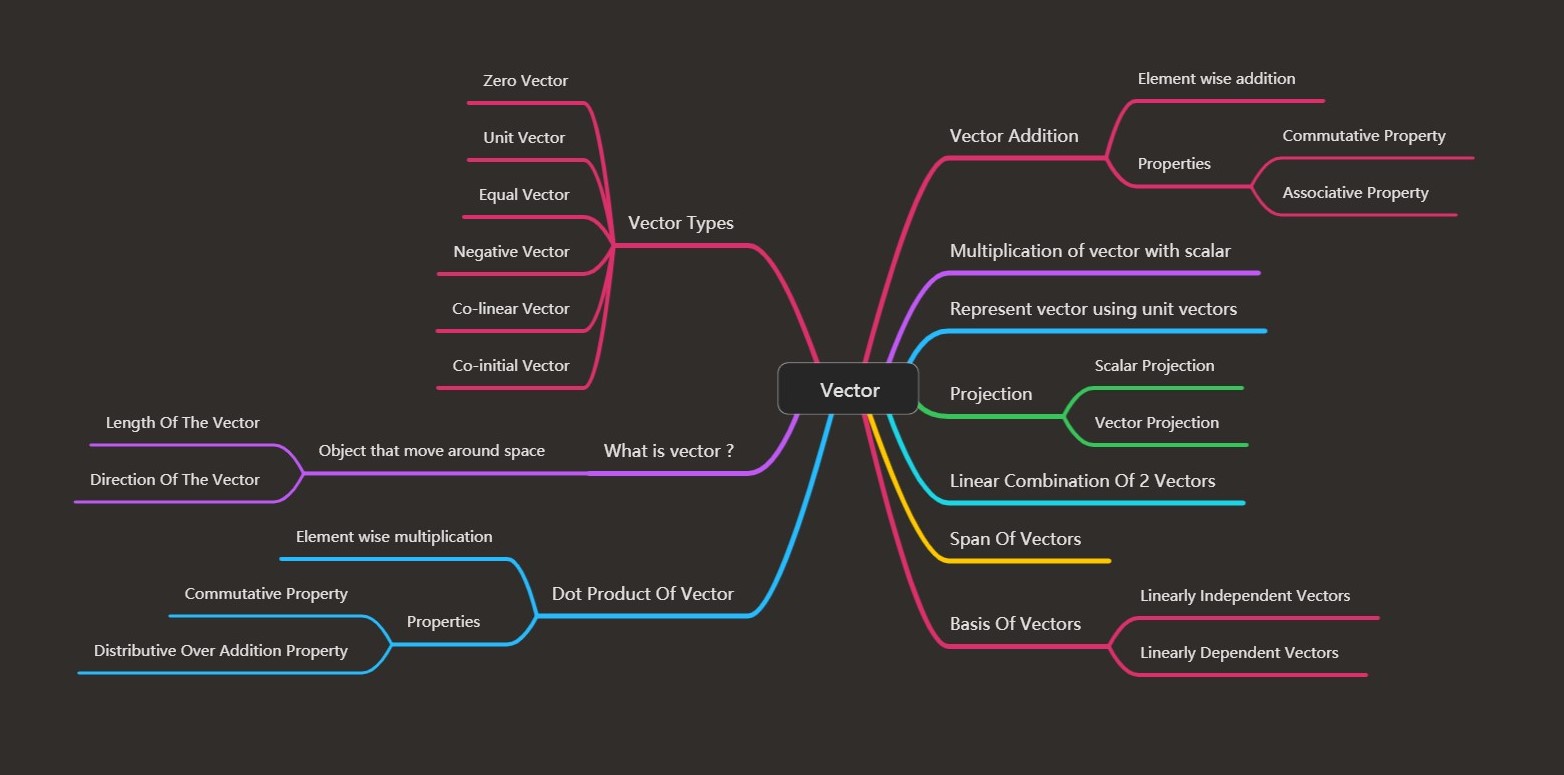 Vector
Vector Types
Zero Vector
Unit Vector
Equal Vector
Negative Vector
Co-linear Vector
Co-initial Vector
What is vector ?
Object that move around space
Length Of The Vector
Direction Of The Vector
Dot Product Of Vector
Element wise multiplication
Properties
Commutative Property
Distributive Over Addition Property
Vector Addition
Element wise addition
Properties
Commutative Property
Associative Property
Multiplication of vector with scalar
Represent vector using unit vectors
Projection
Scalar Projection
Vector Projection
Linear Combination Of 2 Vectors
Span Of Vectors
Basis Of Vectors
Linearly Independent Vectors
Linearly Dependent Vectors